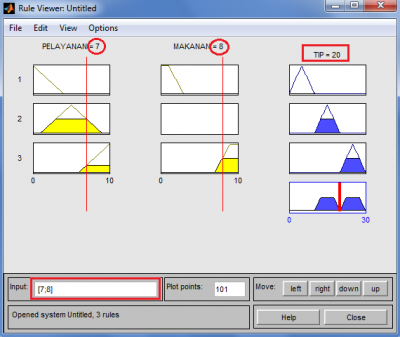 Rule Viewer: Untitled
File Edit View Options
PELAYANAN = 7
MAKANAN = 8
TIP = 20
1
2
3
0 10
0 10
0 30
Input: [7;8]
Plot points: 101
Move: left right down up
Opened system Untitled, 3 rules
Help Close